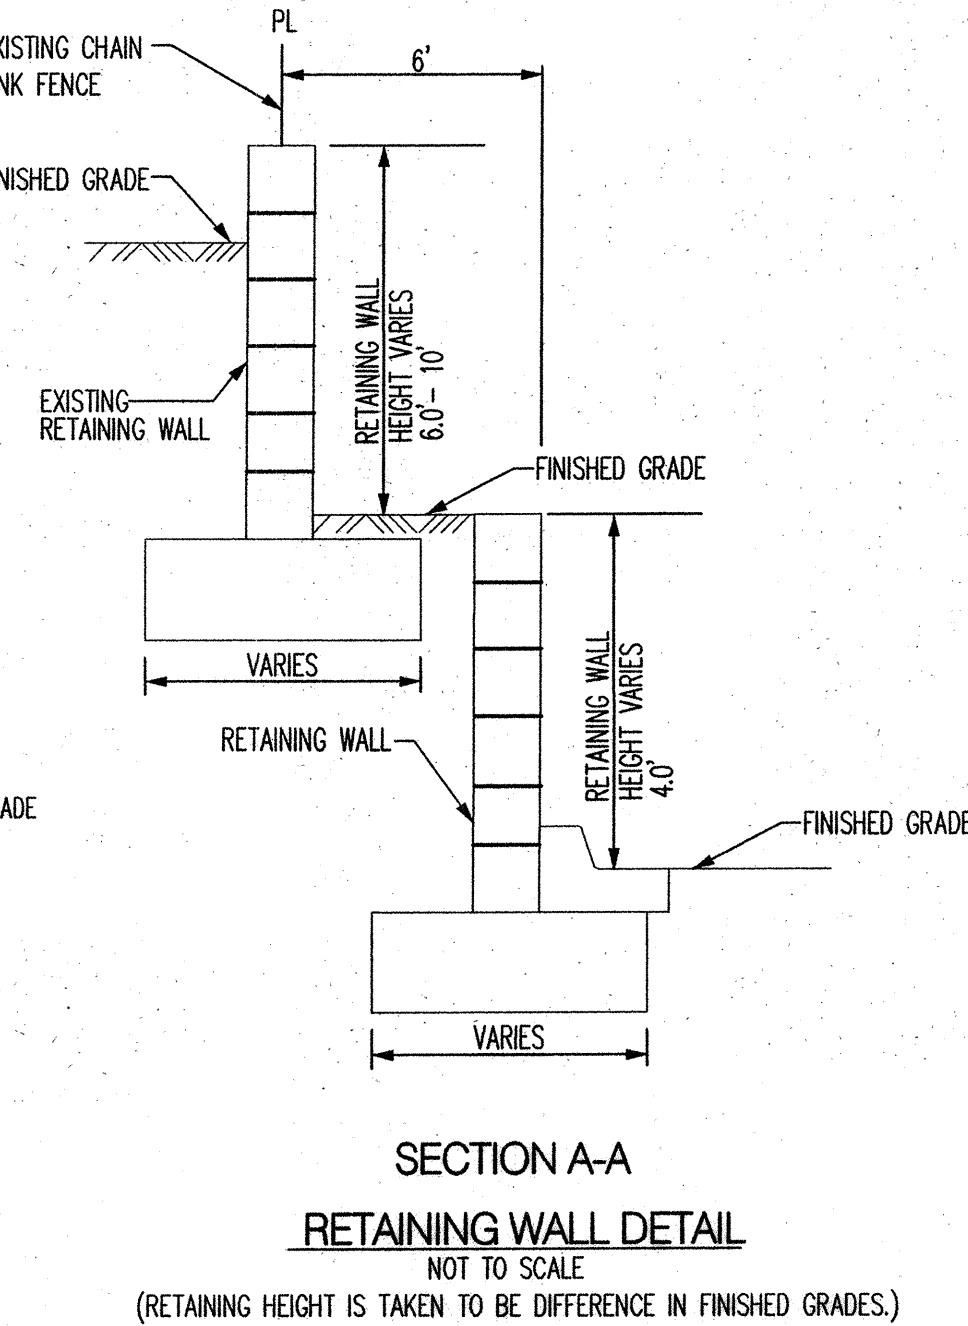 PL
XISTING CHAIN
NK FENCE
6'
NISHED GRADE
RETAINING WALL
HEIGHT VARIES
6.0'- 10'
EXISTING
RETAINING WALL
FINISHED GRADE
VARIES
RETAINING WALL
RETAINING WALL
HEIGHT VARIES
4.0'
ADE
FINISHED GRADE
VARIES
SECTION A-A
RETAINING WALL DETAIL
NOT TO SCALE
(RETAINING HEIGHT IS TAKEN TO BE DIFFERENCE IN FINISHED GRADES.)